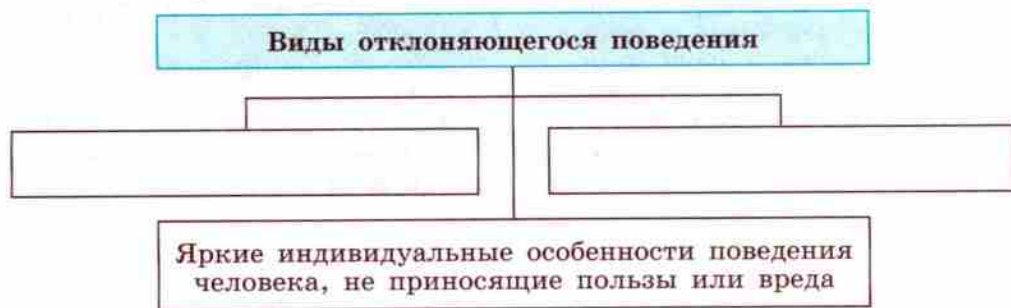 Виды отклоняющегося поведения
Яркие индивидуальные особенности поведения
человека, не приносящие пользы или вреда